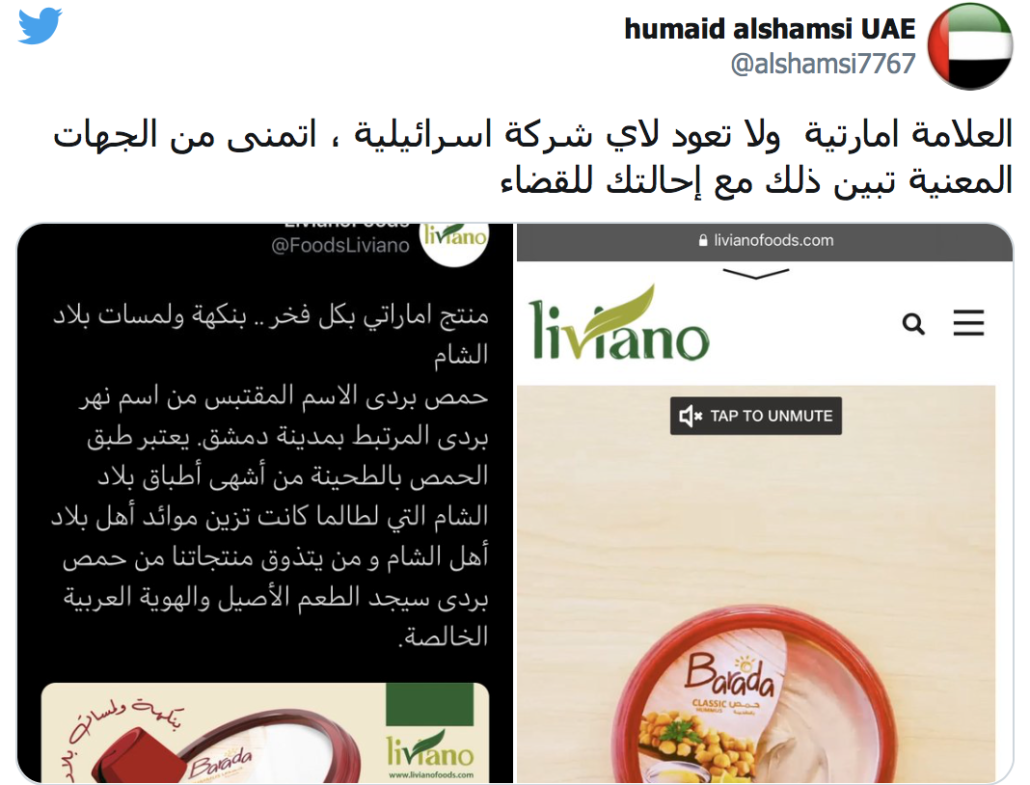 humaid alshamsi UAE
@alshamsi7767
العلامة امارتية ولا تعود لاي شركة اسرائيلية ، اتمنى من الجهات
المعنية تبين ذلك مع إحالتك للقضاء
LivianoFoods
@FoodsLiviano
liviano
منتج اماراتي بكل فخر .. بنكهة ولمسات بلاد
الشام
حمص بردى الاسم المقتبس من اسم نهر
بردى المرتبط بمدينة دمشق. يعتبر طبق
الحمص بالطحينة من أشهى أطباق بلاد
الشام التي لطالما كانت تزين موائد أهل بلاد
أهل الشام و من يتذوق منتجاتنا من حمص
بردى سيجد الطعم الأصيل والهوية العربية
الخالصة.
بنكهة ولمسات بلاد
Barada
liviano
www.livianofoods.com
livianofoods.com
liviano
TAP TO UNMUTE
Barada
CLASSIC حمص
HUMMUS